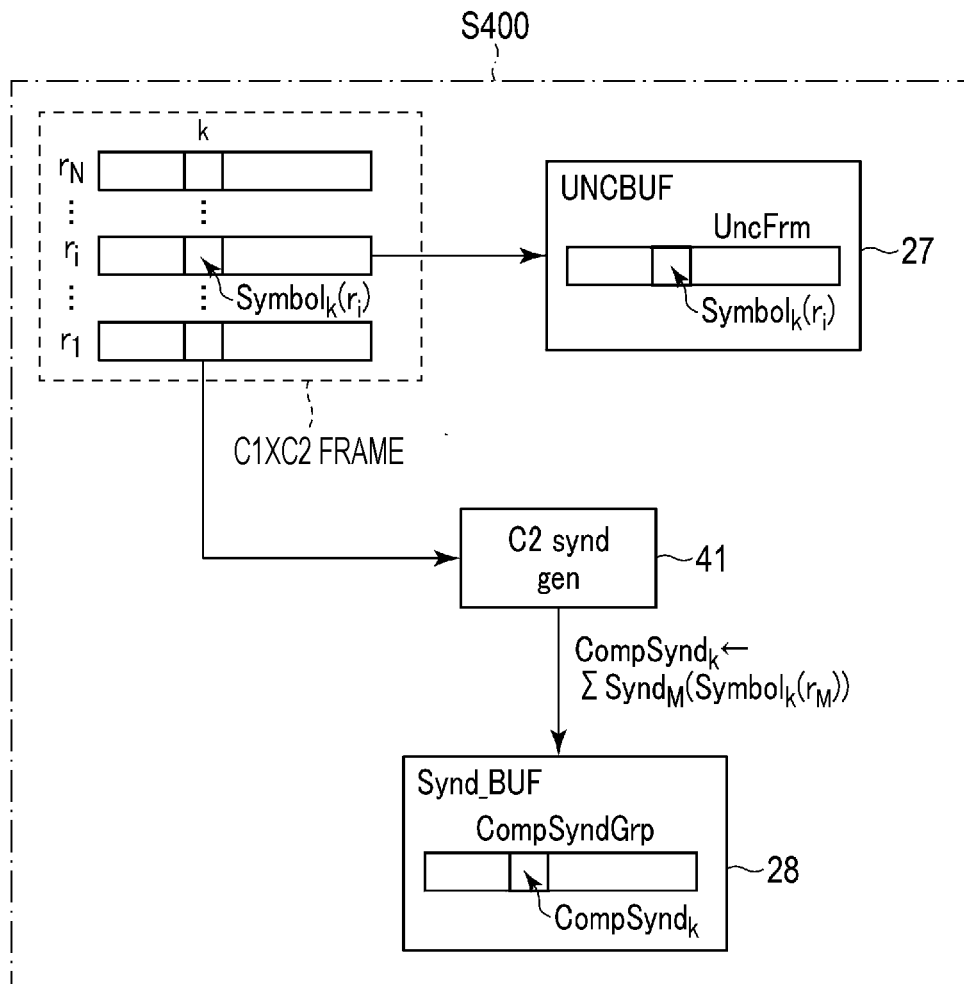 S400
k
r_N
⋮ ⋮
r_i
Symbol_k(r_i)
⋮ ⋮
r_1
C1XC2 FRAME
UNCBUF
UncFrm
27
Symbol_k(r_i)
C2 synd
gen
41
CompSynd_k←
Σ Synd_M(Symbol_k(r_M))
Synd_BUF
CompSyndGrp
28
CompSynd_k